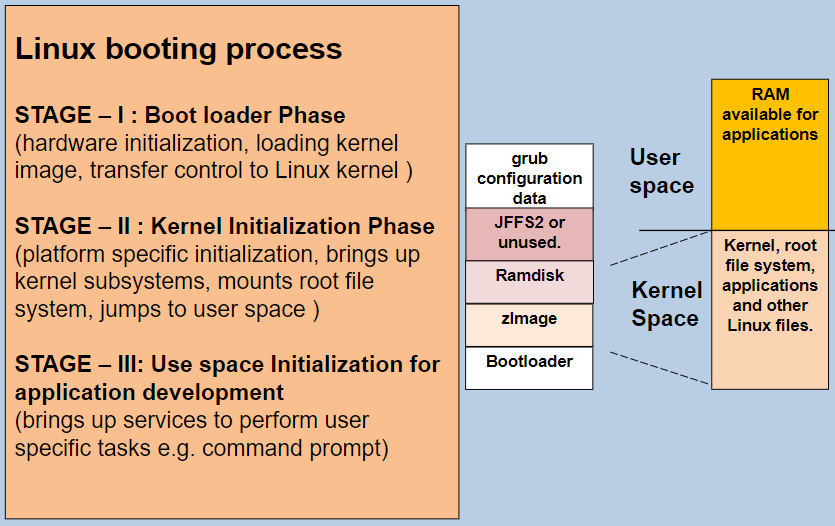 Linux booting process
STAGE – I : Boot loader Phase
(hardware initialization, loading kernel
image, transfer control to Linux kernel )
STAGE – II : Kernel Initialization Phase
(platform specific initialization, brings up
kernel subsystems, mounts root file
system, jumps to user space )
STAGE – III: Use space Initialization for
application development
(brings up services to perform user
specific tasks e.g. command prompt)
grub
configuration
data
JFFS2 or
unused.
Ramdisk
zImage
Bootloader
User
space
Kernel
Space
RAM
available for
applications
Kernel, root
file system,
applications
and other
Linux files.